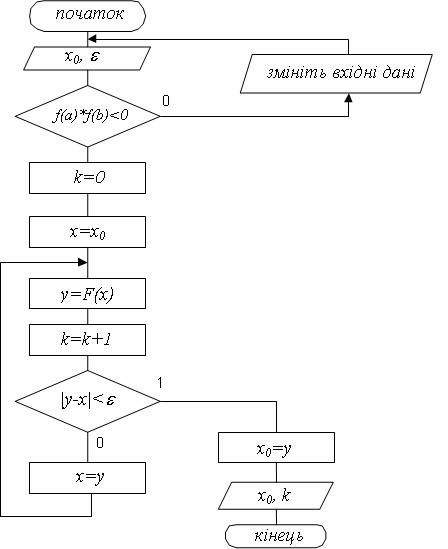 початок
x₀, ε
змініть вхідні дані
f(a)*f(b)<0
0
k=0
x=x₀
y=F(x)
k=k+1
|y-x|<ε
1
0
x=y
x₀=y
x₀, k
кінець